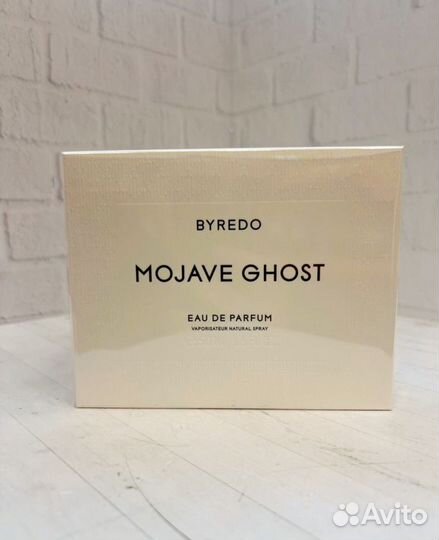 BYREDO
MOJAVE GHOST
EAU DE PARFUM
VAPORISATEUR NATURAL SPRAY
Avito